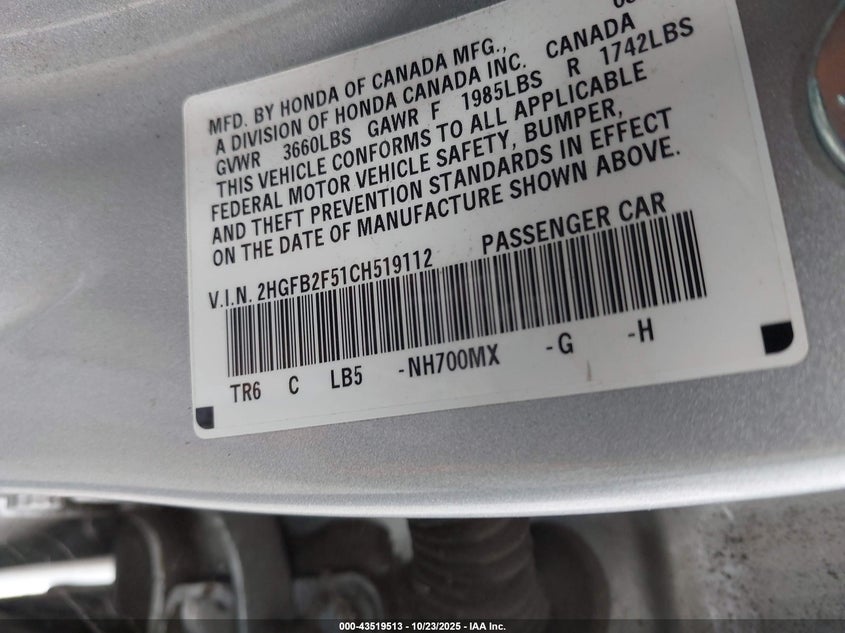 MFD. BY HONDA OF CANADA MFG.,
A DIVISION OF HONDA CANADA INC. CANADA
GVWR 3660LBS GAWR F 1985LBS R 1742LBS
THIS VEHICLE CONFORMS TO ALL APPLICABLE
FEDERAL MOTOR VEHICLE SAFETY, BUMPER,
AND THEFT PREVENTION STANDARDS IN EFFECT
ON THE DATE OF MANUFACTURE SHOWN ABOVE.
V.I.N. 2HGFB2F51CH519112 PASSENGER CAR
TR6 C LB5 -NH700MX -G -H
000-43519513 - 10/23/2025 - IAA Inc.